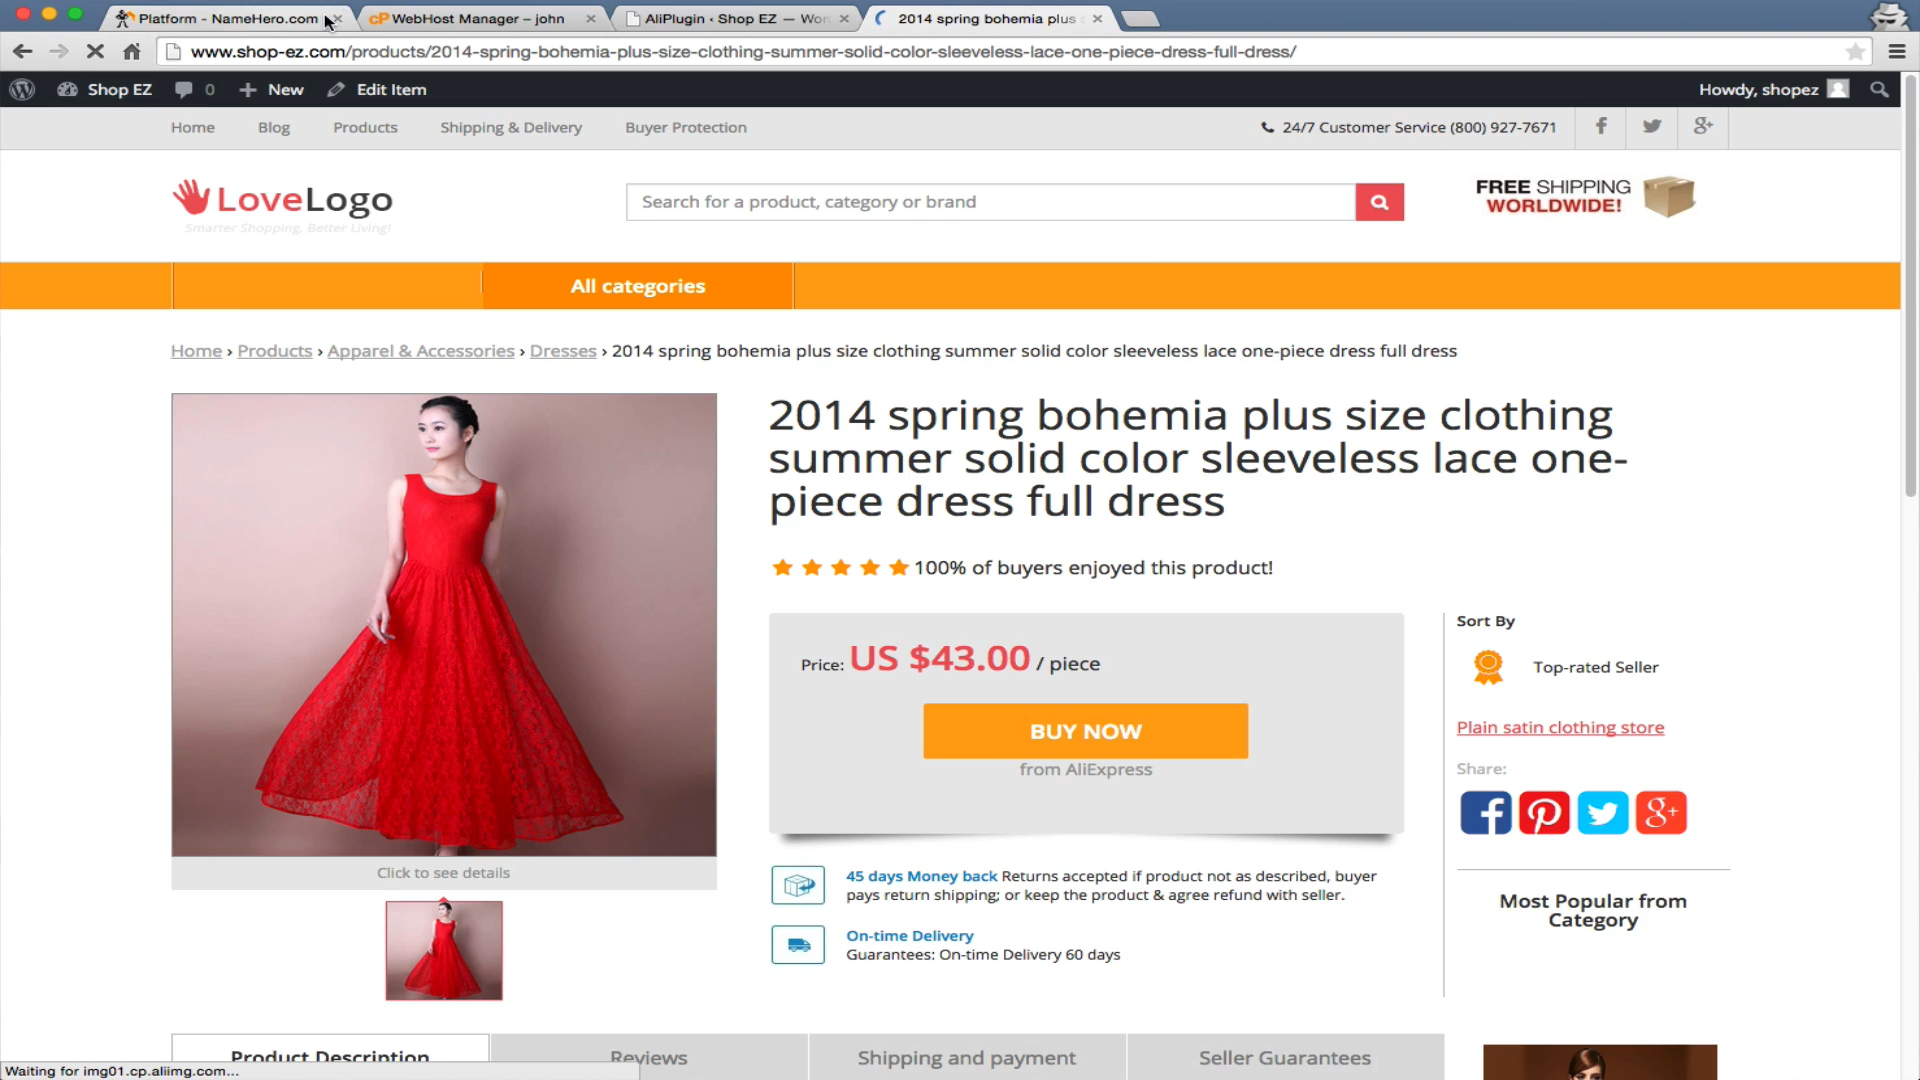 Platform - NameHero.com
cP WebHost Manager – john
AliPlugin ‹ Shop EZ — Wor
2014 spring bohemia plus s
www.shop-ez.com/products/2014-spring-bohemia-plus-size-clothing-summer-solid-color-sleeveless-lace-one-piece-dress-full-dress/
Shop EZ
0
+ New
Edit Item
Howdy, shopez
Home
Blog
Products
Shipping & Delivery
Buyer Protection
24/7 Customer Service (800) 927-7671
LoveLogo
Smarter Shopping, Better Living!
Search for a product, category or brand
FREE SHIPPING
WORLDWIDE!
All categories
Home › Products › Apparel & Accessories › Dresses › 2014 spring bohemia plus size clothing summer solid color sleeveless lace one-piece dress full dress
2014 spring bohemia plus size clothing
summer solid color sleeveless lace one-
piece dress full dress
100% of buyers enjoyed this product!
Price: US $43.00 / piece
BUY NOW
from AliExpress
Sort By
Top-rated Seller
Plain satin clothing store
Share:
Click to see details
45 days Money back Returns accepted if product not as described, buyer
pays return shipping; or keep the product & agree refund with seller.
On-time Delivery
Guarantees: On-time Delivery 60 days
Most Popular from
Category
Product Description
Reviews
Shipping and payment
Seller Guarantees
Waiting for img01.cp.aliimg.com...